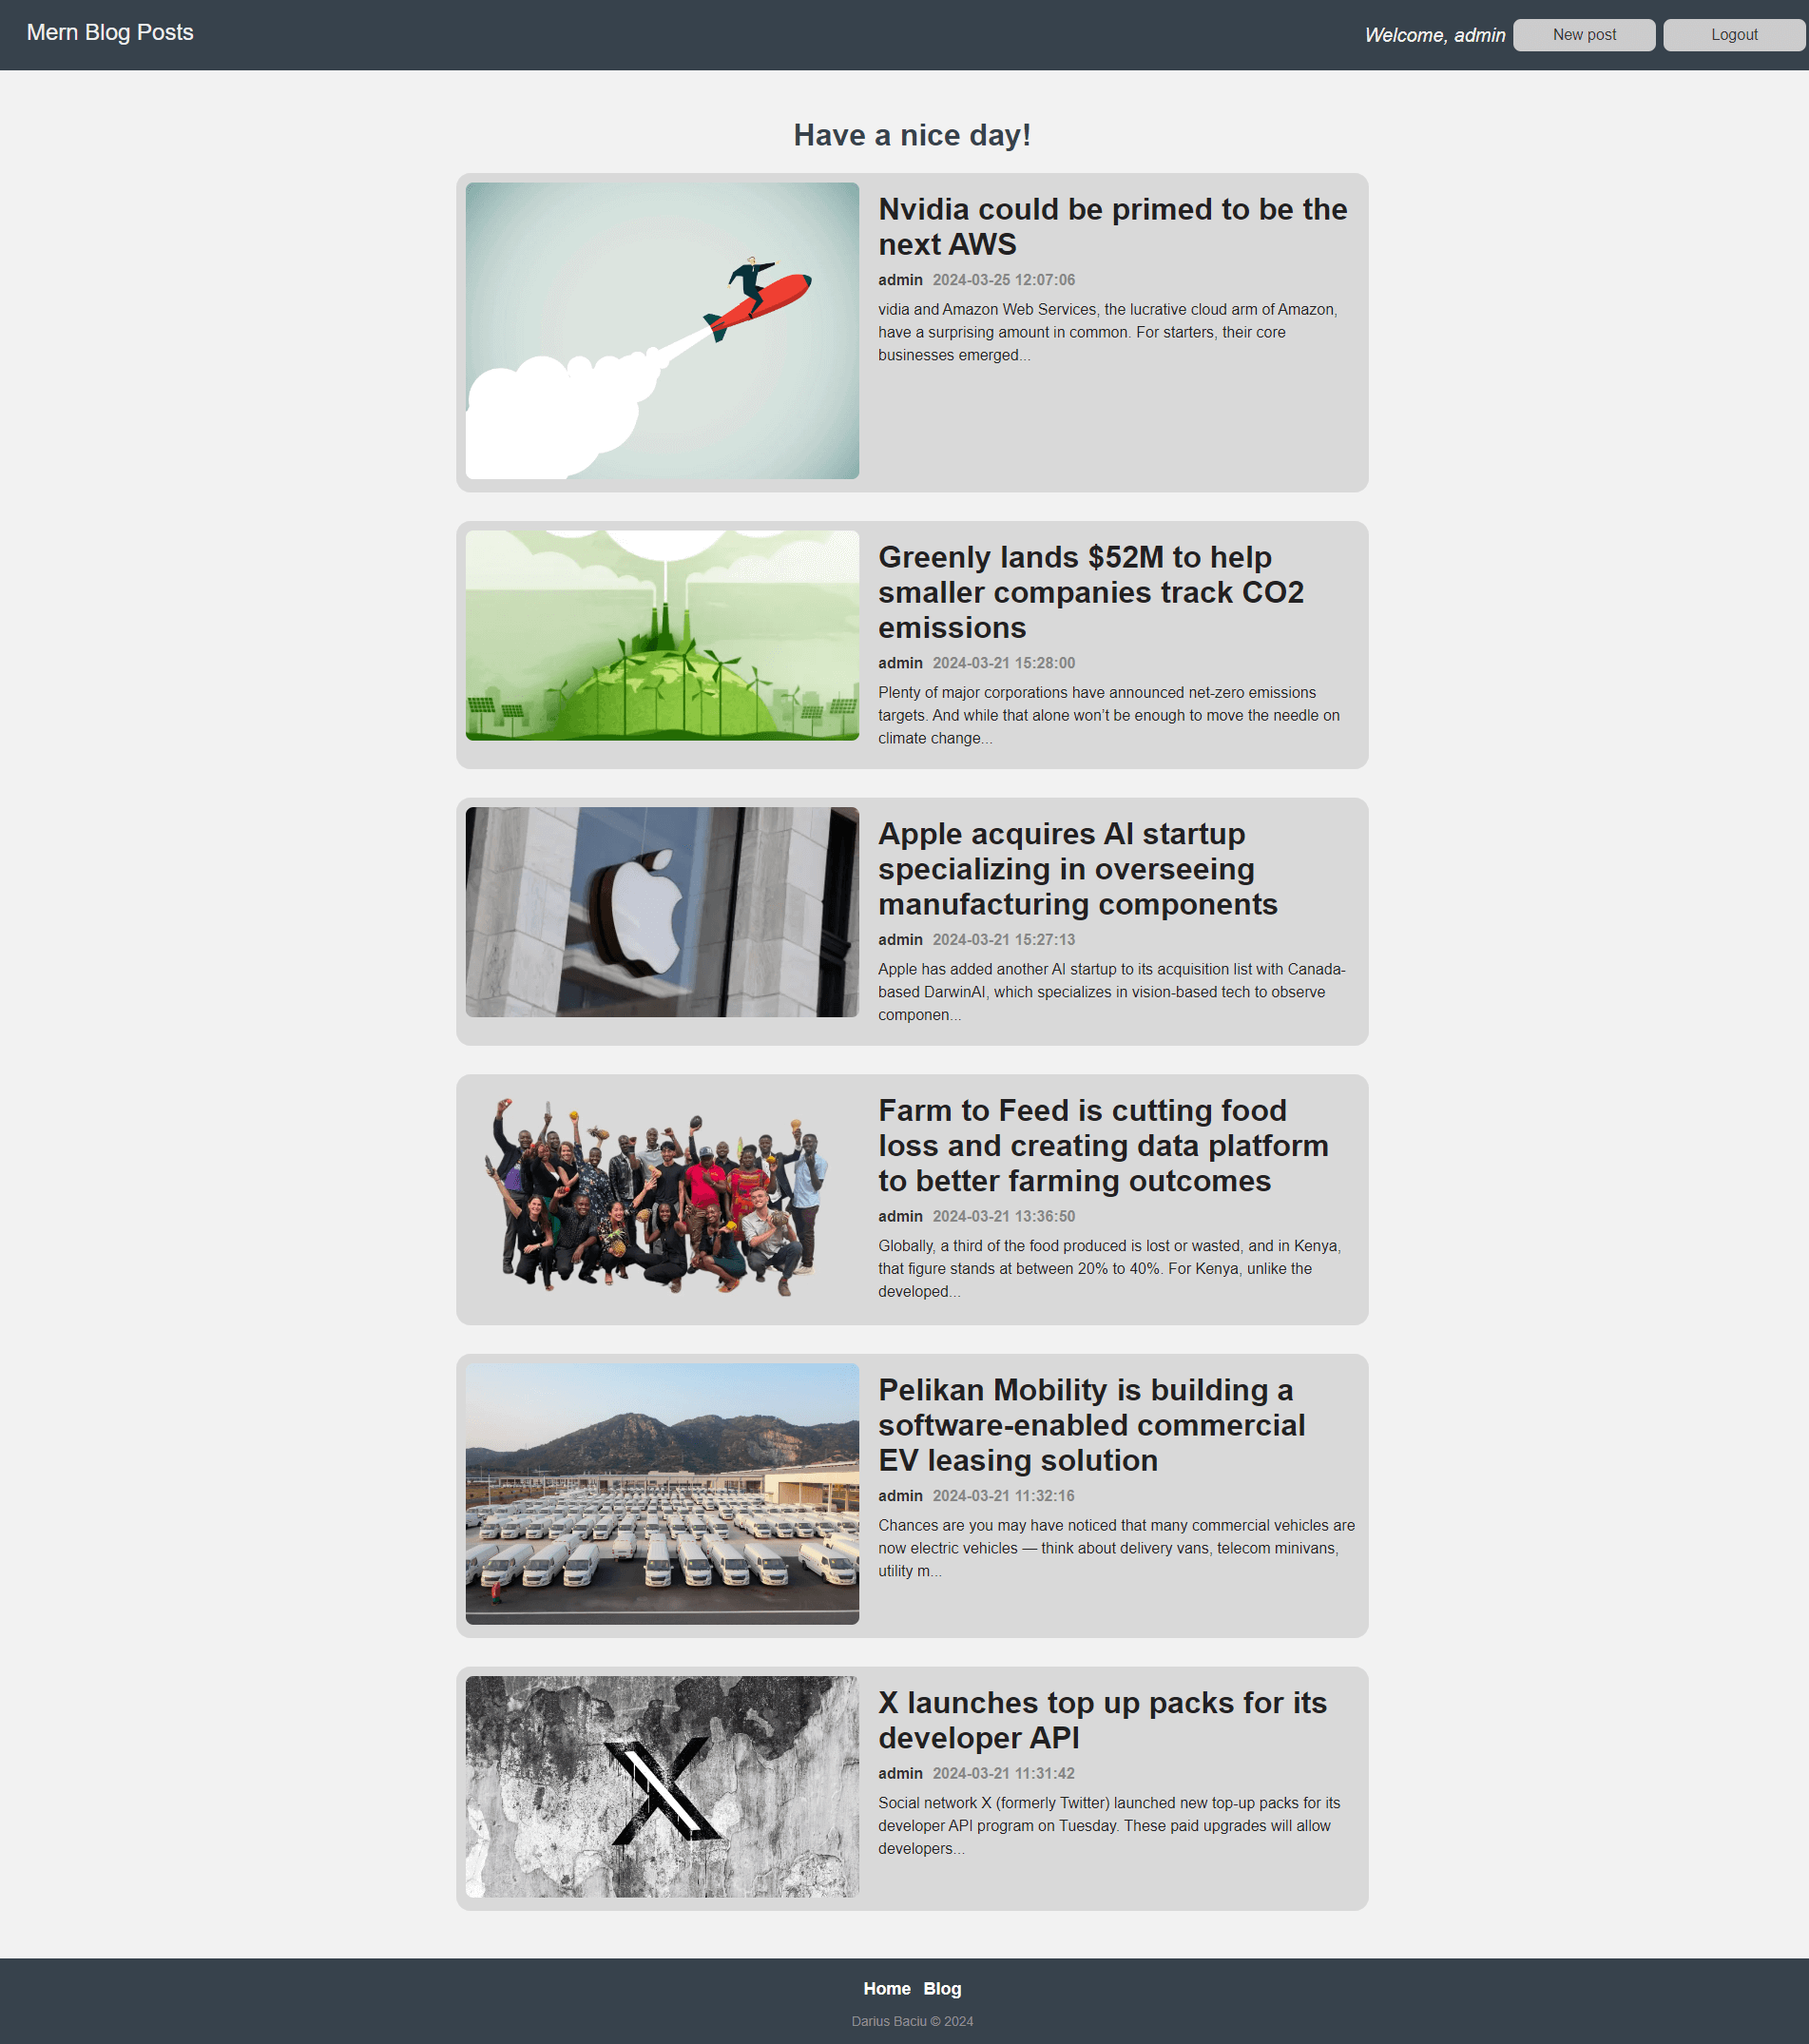 Mern Blog Posts
Welcome, admin
New post
Logout
Have a nice day!
Nvidia could be primed to be the
next AWS
admin 2024-03-25 12:07:06
vidia and Amazon Web Services, the lucrative cloud arm of Amazon,
have a surprising amount in common. For starters, their core
businesses emerged...
Greenly lands $52M to help
smaller companies track CO2
emissions
admin 2024-03-21 15:28:00
Plenty of major corporations have announced net-zero emissions
targets. And while that alone won’t be enough to move the needle on
climate change...
Apple acquires AI startup
specializing in overseeing
manufacturing components
admin 2024-03-21 15:27:13
Apple has added another AI startup to its acquisition list with Canada-
based DarwinAI, which specializes in vision-based tech to observe
componen...
Farm to Feed is cutting food
loss and creating data platform
to better farming outcomes
admin 2024-03-21 13:36:50
Globally, a third of the food produced is lost or wasted, and in Kenya,
that figure stands at between 20% to 40%. For Kenya, unlike the
developed...
Pelikan Mobility is building a
software-enabled commercial
EV leasing solution
admin 2024-03-21 11:32:16
Chances are you may have noticed that many commercial vehicles are
now electric vehicles — think about delivery vans, telecom minivans,
utility m...
X
X launches top up packs for its
developer API
admin 2024-03-21 11:31:42
Social network X (formerly Twitter) launched new top-up packs for its
developer API program on Tuesday. These paid upgrades will allow
developers...
Home Blog
Darius Baciu © 2024